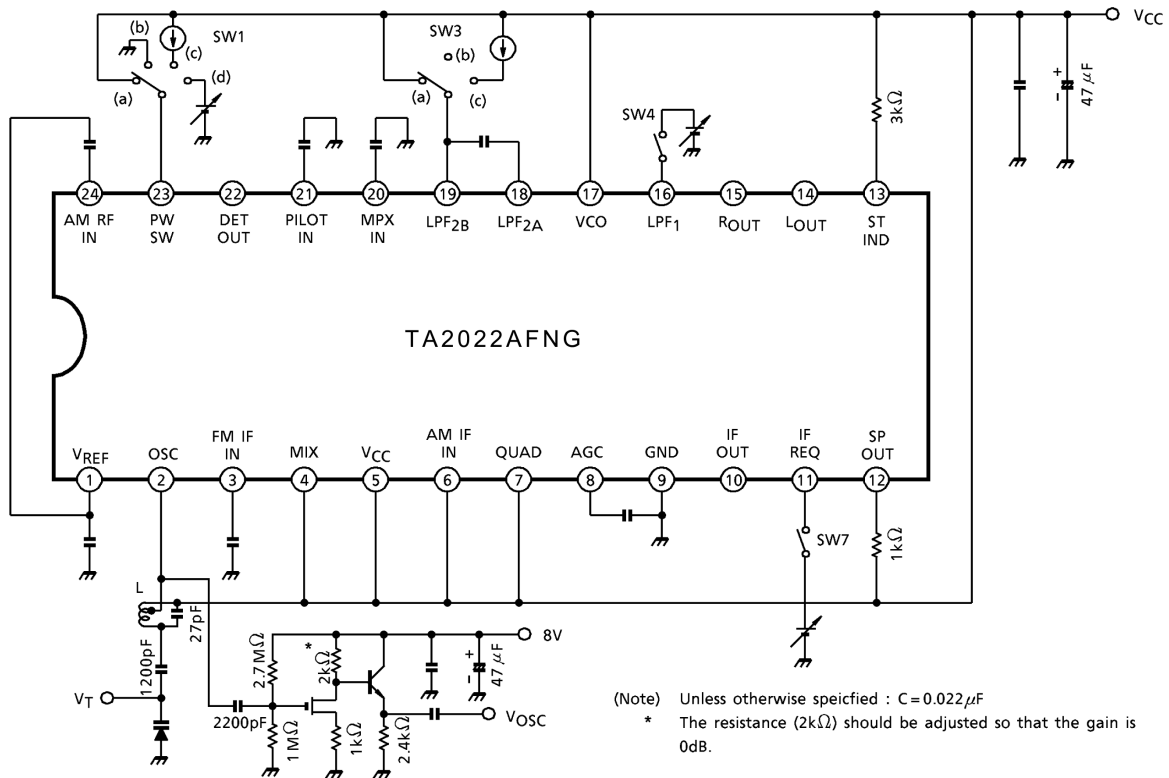 (b)
SW1
(c)
(d)
(a)
SW3
(b)
(a)
(c)
SW4
3kΩ
VCC
+
−
47 μF
24
23
22
21
20
19
18
17
16
15
14
13
AM RF
IN
PW
SW
DET
OUT
PILOT
IN
MPX
IN
LPF2B
LPF2A
VCO
LPF1
ROUT
LOUT
ST
IND
TA2022AFNG
VREF
OSC
FM IF
IN
MIX
VCC
AM IF
IN
QUAD
AGC
GND
IF
OUT
IF
REQ
SP
OUT
1
2
3
4
5
6
7
8
9
10
11
12
SW7
1kΩ
L
27pF
1200pF
VT
2200pF
2.7MΩ
1MΩ
*
2kΩ
1kΩ
2.4kΩ
+
−
47 μF
8V
VOSC
(Note) Unless otherwise speicfied : C=0.022μF
* The resistance (2kΩ) should be adjusted so that the gain is
0dB.